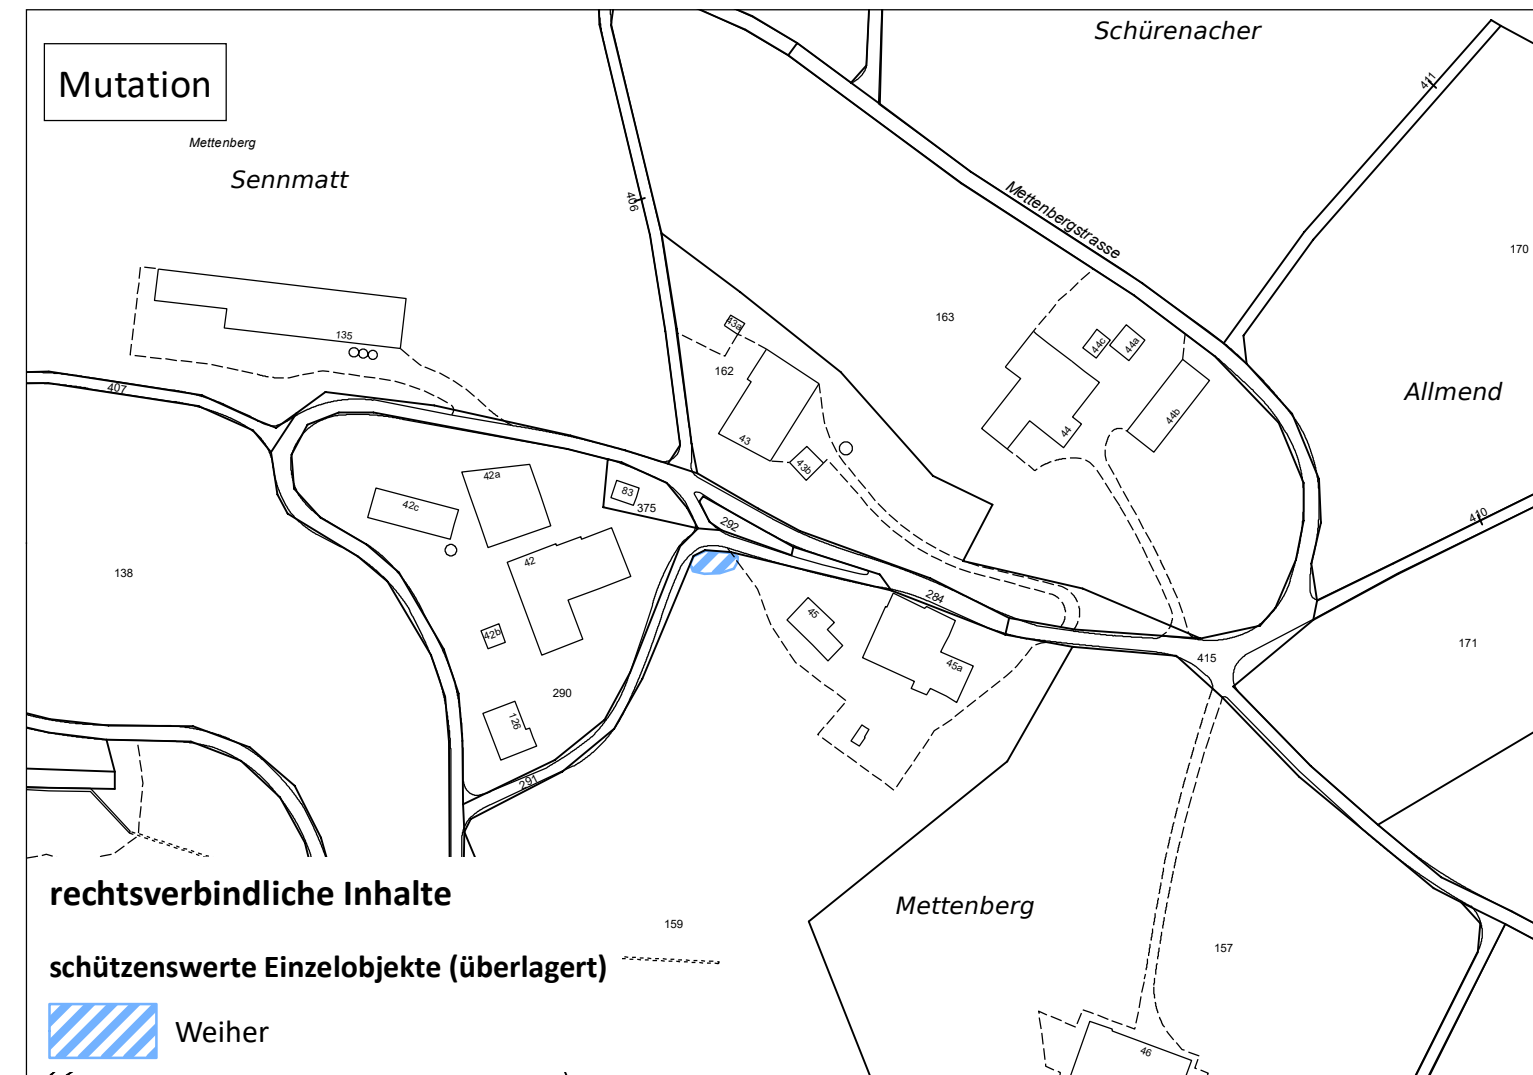 Schürenacher
Mutation
411
Mettenberg
Sennmatt
406
Mettenbergstrasse
170
163
43a
135
44c
44a
162
407
Allmend
44b
43
44
43b
42a
83
42c
375
410
292
42
138
284
45
42b
171
415
45a
290
126
291
rechtsverbindliche Inhalte
Mettenberg
159
157
schützenswerte Einzelobjekte (überlagert)
Weiher
46